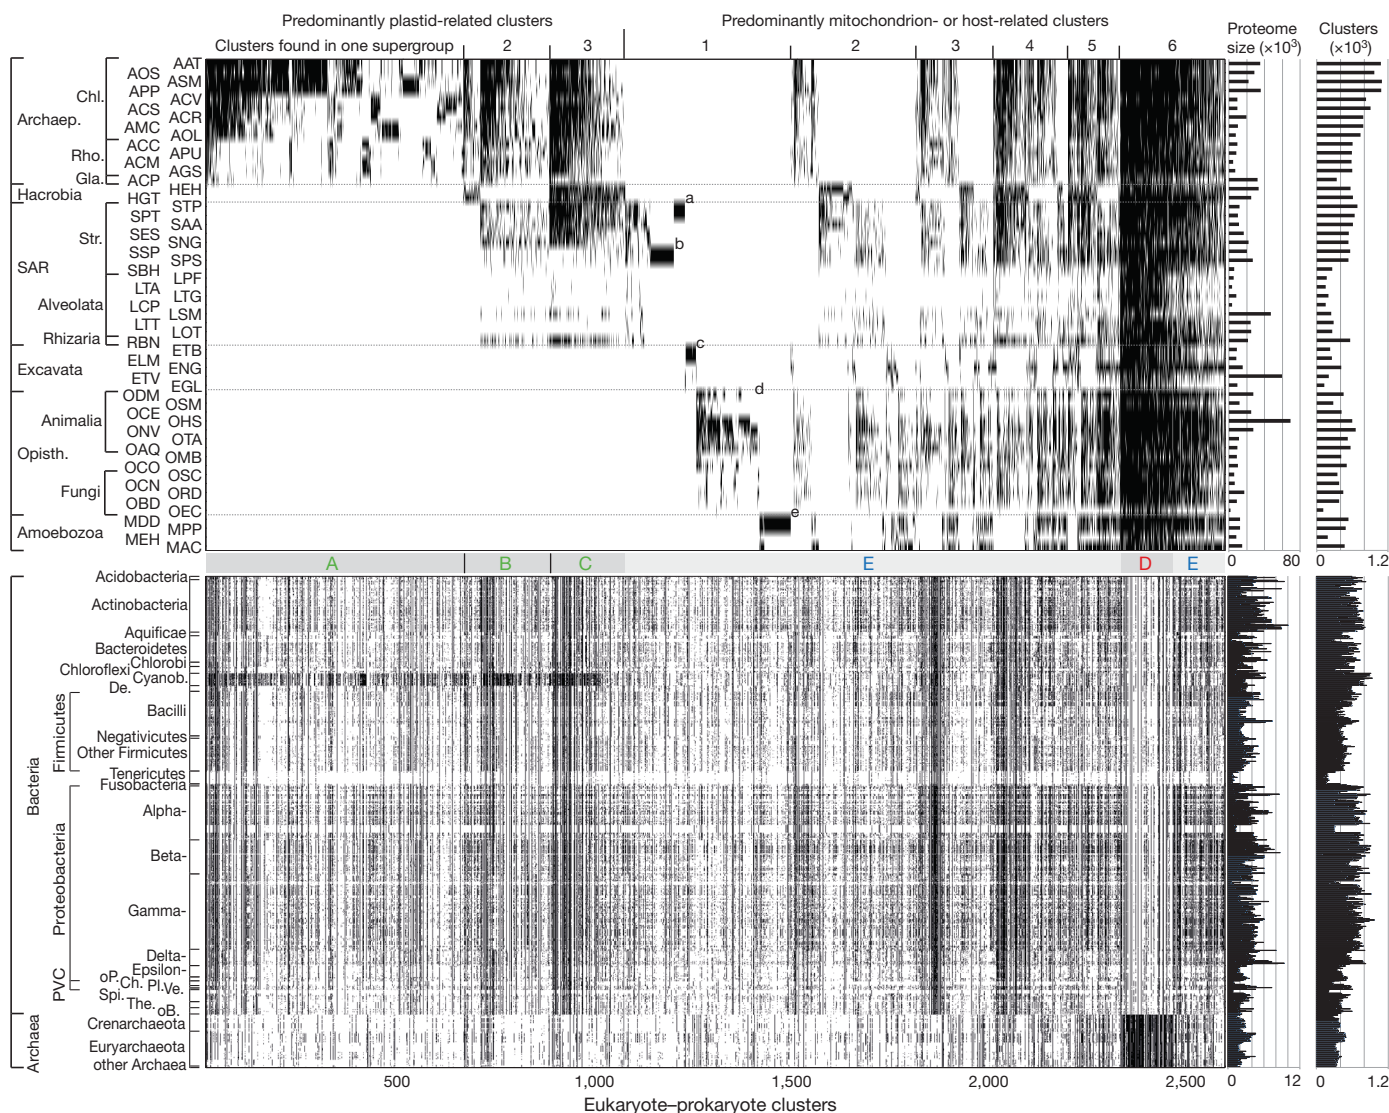 Predominantly plastid-related clusters
Predominantly mitochondrion- or host-related clusters
Proteome size (×10³)
Clusters (×10³)
Clusters found in one supergroup 2 3 1 2 3 4 5 6
Archaep.
Chl.
Rho.
Gla.
Hacrobia
SAR
Str.
Alveolata
Rhizaria
Excavata
Opisth.
Animalia
Fungi
Amoebozoa
AAT
AOS
ASM
APP
ACV
ACS
ACR
AMC
AOL
ACC
APU
ACM
AGS
ACP
HEH
HGT
STP
SPT
SAA
SES
SNG
SSP
SPS
SBH
LPF
LTA
LTG
LCP
LSM
LTT
LOT
RBN
ETB
ELM
ENG
ETV
EGL
ODM
OSM
OCE
OHS
ONV
OTA
OAQ
OMB
OCO
OSC
OCN
ORD
OBD
OEC
MDD
MPP
MEH
MAC
a
b
c
d
e
0 80 0 1.2
A B C E D E
Bacteria
Firmicutes
Proteobacteria
PVC
Archaea
Acidobacteria
Actinobacteria
Aquificae
Bacteroidetes
Chlorobi
Chloroflexi
Cyanob.
De.
Bacilli
Negativicutes
Other Firmicutes
Tenericutes
Fusobacteria
Alpha-
Beta-
Gamma-
Delta-
Epsilon-
oP.
Ch.
Pl.
Ve.
Spi.
The.
oB.
Crenarchaeota
Euryarchaeota
other Archaea
500 1,000 1,500 2,000 2,500
0 12 0 1.2
Eukaryote–prokaryote clusters